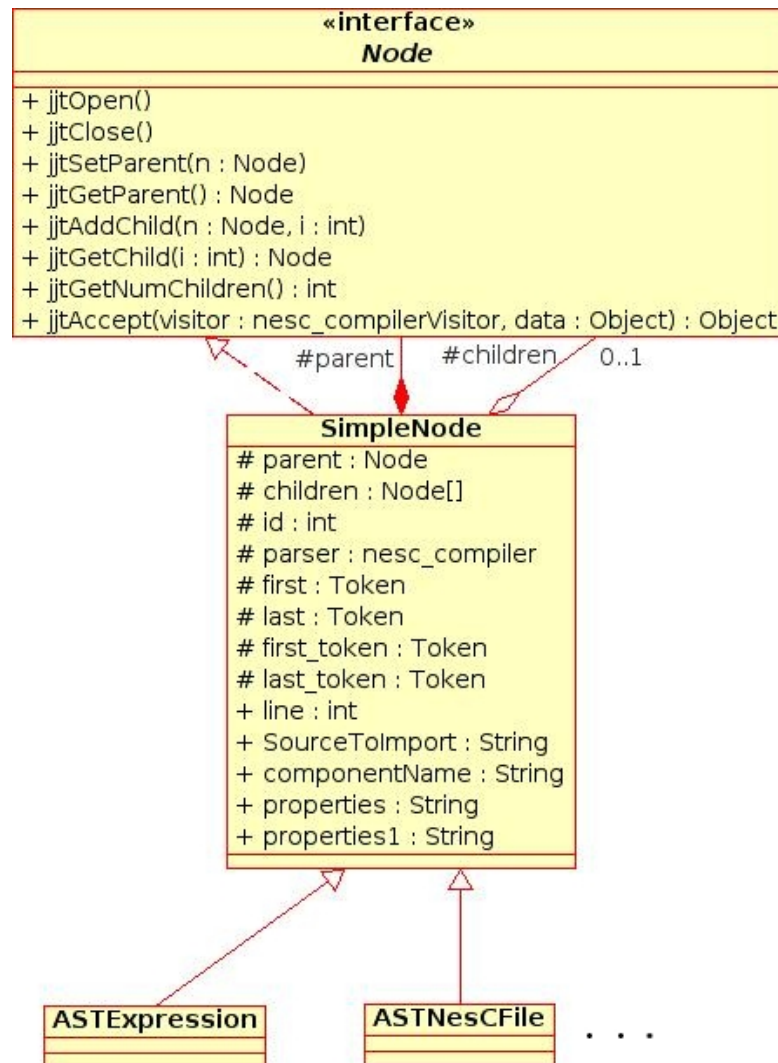 «interface»
Node
+ jjtOpen()
+ jjtClose()
+ jjtSetParent(n : Node)
+ jjtGetParent() : Node
+ jjtAddChild(n : Node, i : int)
+ jjtGetChild(i : int) : Node
+ jjtGetNumChildren() : int
+ jjtAccept(visitor : nesc_compilerVisitor, data : Object) : Object
#parent #children 0..1
SimpleNode
# parent : Node
# children : Node[]
# id : int
# parser : nesc_compiler
# first : Token
# last : Token
# first_token : Token
# last_token : Token
+ line : int
+ SourceToImport : String
+ componentName : String
+ properties : String
+ properties1 : String
ASTExpression ASTNesCFile . . .